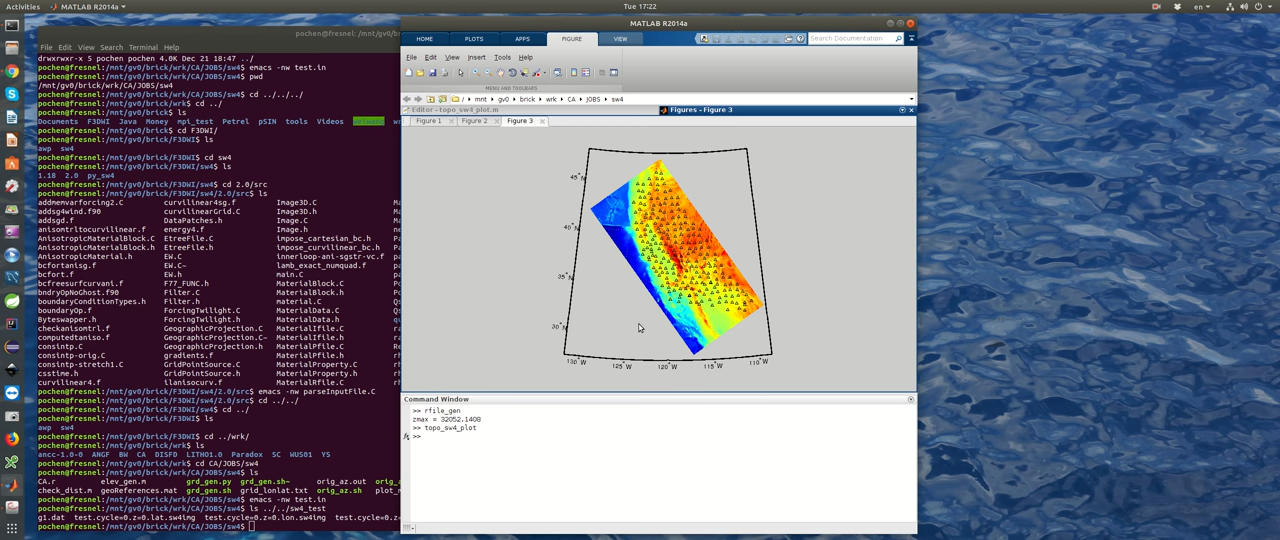 Activities MATLAB R2014a Tue 17:22 en
pochen@fresnel: /mnt/gv0/br
File Edit View Search Terminal Help
drwxrwxr-x 5 pochen pochen 4.0K Dec 21 18:47 ../
pochen@fresnel:/mnt/gv0/brick/wrk/CA/JOBS/sw4$ emacs -nw test.in
pochen@fresnel:/mnt/gv0/brick/wrk/CA/JOBS/sw4$ pwd
/mnt/gv0/brick/wrk/CA/JOBS/sw4
pochen@fresnel:/mnt/gv0/brick/wrk/CA/JOBS/sw4$ cd ../../../
pochen@fresnel:/mnt/gv0/brick/wrk$ cd ../
pochen@fresnel:/mnt/gv0/brick$ ls
Documents F3DWI Java Money mpi_test Petrel pSIN tools Videos
pochen@fresnel:/mnt/gv0/brick$ cd F3DWI/
pochen@fresnel:/mnt/gv0/brick/F3DWI$ ls
awp sw4
pochen@fresnel:/mnt/gv0/brick/F3DWI$ cd sw4
pochen@fresnel:/mnt/gv0/brick/F3DWI/sw4$ ls
1.18 2.0 py_sw4
pochen@fresnel:/mnt/gv0/brick/F3DWI/sw4$ cd 2.0/src
pochen@fresnel:/mnt/gv0/brick/F3DWI/sw4/2.0/src$ ls
addmemvarforcing2.C curvilinear4sg.f Image3D.C
addsg4wind.f90 curvilinearGrid.C Image3D.h
addsgd.f DataPatches.h Image.C
anisomtrltocurvilinear.f energy4.f Image.h
AnisotropicMaterialBlock.C EtreeFile.C impose_cartesian_bc.f
AnisotropicMaterialBlock.h EtreeFile.h impose_curvilinear_bc.f
AnisotropicMaterial.h EW.C innerloop-ani-sgstr-vc.f
bcfortanisg.f EW.C~ lamb_exact_numquad.f
bcfort.f EW.h main.C
bcfreesurfcurvani.f F77_FUNC.h MaterialBlock.C
bndryOpNoGhost.f90 Filter.C MaterialBlock.h
boundaryConditionTypes.h Filter.h Material.C
boundaryOp.f ForcingTwilight.C MaterialData.C
Byteswapper.h ForcingTwilight.h MaterialData.h
checkanisomtrl.f GeographicProjection.C MaterialIfile.C
computedtaniso.f GeographicProjection.C~ MaterialIfile.h
consintp.C GeographicProjection.h MaterialPfile.C
consintp-orig.C gradients.f MaterialPfile.h
consintp-stretch1.C GridPointSource.C MaterialProperty.C
csstime.h GridPointSource.h MaterialProperty.h
curvilinear4.f ilanisocurv.f MaterialRfile.C
pochen@fresnel:/mnt/gv0/brick/F3DWI/sw4/2.0/src$ emacs -nw parseInputFile.C
pochen@fresnel:/mnt/gv0/brick/F3DWI/sw4/2.0/src$ cd ../../
pochen@fresnel:/mnt/gv0/brick/F3DWI/sw4$ cd ../
pochen@fresnel:/mnt/gv0/brick/F3DWI$ ls
awp sw4
pochen@fresnel:/mnt/gv0/brick/F3DWI$ cd ../wrk/
pochen@fresnel:/mnt/gv0/brick/wrk$ ls
ancc-1.0-0 ANGF BW CA DISFD LITHO1.0 Paradox SC WUS01 YS
pochen@fresnel:/mnt/gv0/brick/wrk$ cd CA/JOBS/sw4
pochen@fresnel:/mnt/gv0/brick/wrk/CA/JOBS/sw4$ ls
CA.r elev_gen.m grd_gen.py grd_gen.sh~ orig_az.out orig_a
check_dist.m geoReferences.mat grd_gen.sh grid_lonlat.txt orig_az.sh plot_m
pochen@fresnel:/mnt/gv0/brick/wrk/CA/JOBS/sw4$ emacs -nw test.in
pochen@fresnel:/mnt/gv0/brick/wrk/CA/JOBS/sw4$ ls ../../sw4_test
g1.dat test.cycle=0.z=0.lat.sw4img test.cycle=0.z=0.lon.sw4img test.cycle=0.z
pochen@fresnel:/mnt/gv0/brick/wrk/CA/JOBS/sw4$
MATLAB R2014a
HOME PLOTS APPS FIGURE VIEW Search Documentation
File Edit View Insert Tools Help
MENU AND TOOLBARS
/ mnt gv0 brick wrk CA JOBS sw4
Editor - topo_sw4_plot.m Figures - Figure 3
Figure 1 Figure 2 Figure 3
45°N
40°N
35°N
30°N
130°W 125°W 120°W 115°W 110°W
Command Window
>> rfile_gen
zmax = 32052.1408
>> topo_sw4_plot
>>